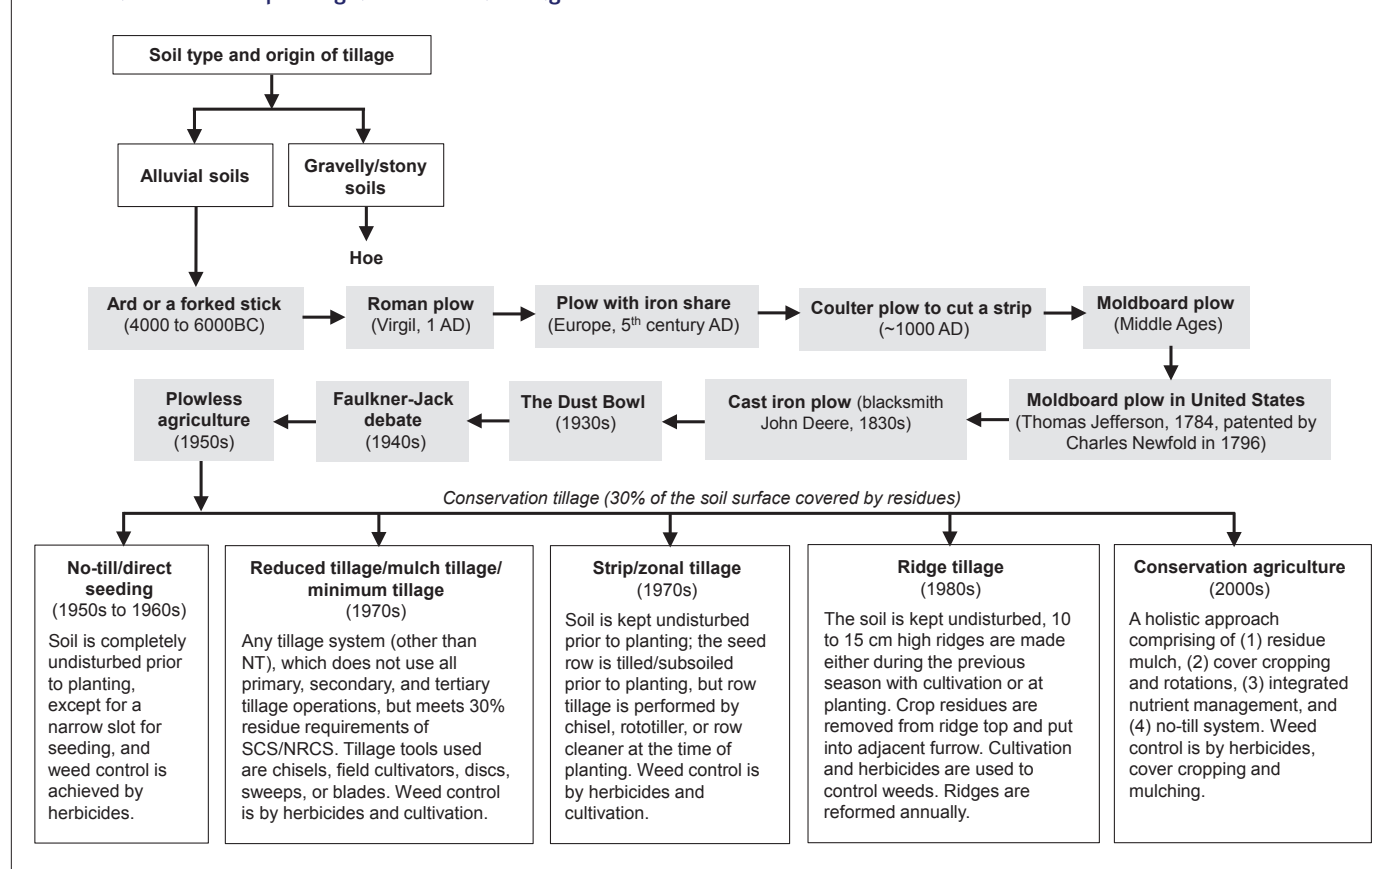 Soil type and origin of tillage
Alluvial soils
Gravelly/stony
soils
Hoe
Ard or a forked stick
(4000 to 6000BC)
Roman plow
(Virgil, 1 AD)
Plow with iron share
(Europe, 5th century AD)
Coulter plow to cut a strip
(~1000 AD)
Moldboard plow
(Middle Ages)
Plowless
agriculture
(1950s)
Faulkner-Jack
debate
(1940s)
The Dust Bowl
(1930s)
Cast iron plow (blacksmith
John Deere, 1830s)
Moldboard plow in United States
(Thomas Jefferson, 1784, patented by
Charles Newfold in 1796)
Conservation tillage (30% of the soil surface covered by residues)
No-till/direct
seeding
(1950s to 1960s)
Soil is completely
undisturbed prior
to planting,
except for a
narrow slot for
seeding, and
weed control is
achieved by
herbicides.
Reduced tillage/mulch tillage/
minimum tillage
(1970s)
Any tillage system (other than
NT), which does not use all
primary, secondary, and tertiary
tillage operations, but meets 30%
residue requirements of
SCS/NRCS. Tillage tools used
are chisels, field cultivators, discs,
sweeps, or blades. Weed control
is by herbicides and cultivation.
Strip/zonal tillage
(1970s)
Soil is kept undisturbed
prior to planting; the seed
row is tilled/subsoiled
prior to planting, but row
tillage is performed by
chisel, rototiller, or row
cleaner at the time of
planting. Weed control is
by herbicides and
cultivation.
Ridge tillage
(1980s)
The soil is kept undisturbed, 10
to 15 cm high ridges are made
either during the previous
season with cultivation or at
planting. Crop residues are
removed from ridge top and put
into adjacent furrow. Cultivation
and herbicides are used to
control weeds. Ridges are
reformed annually.
Conservation agriculture
(2000s)
A holistic approach
comprising of (1) residue
mulch, (2) cover cropping
and rotations, (3) integrated
nutrient management, and
(4) no-till system. Weed
control is by herbicides,
cover cropping and
mulching.